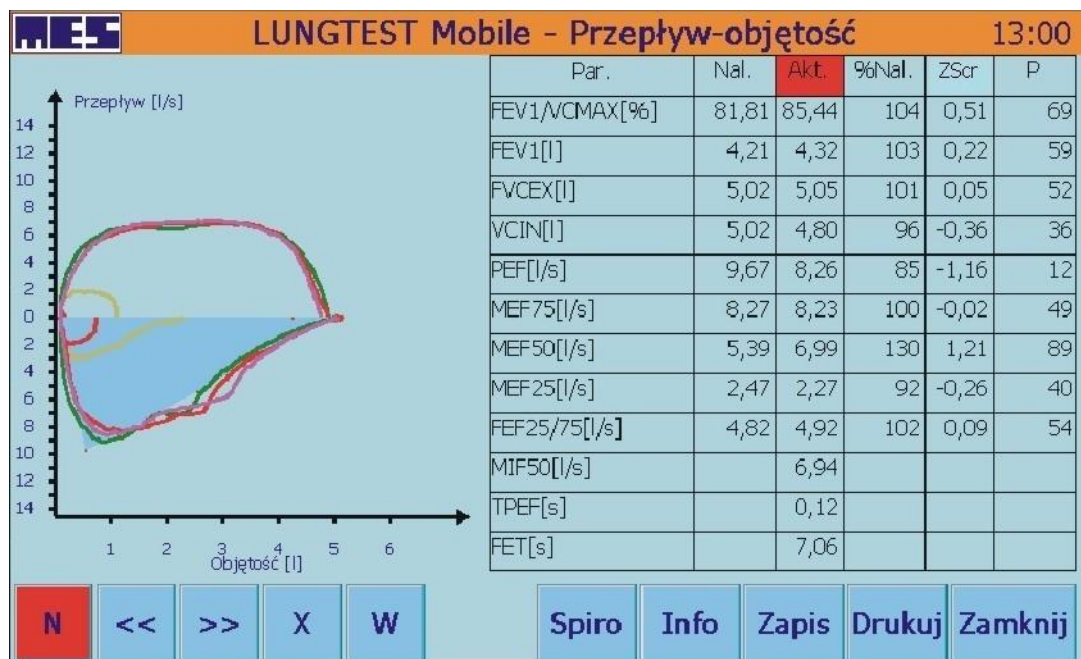 MES LUNGTEST Mobile - Przepływ-objętość 13:00
Par. Nal. Akt. %Nal. ZScr P
FEV1/VCMAX[%] 81,81 85,44 104 0,51 69
FEV1[l] 4,21 4,32 103 0,22 59
FVCEX[l] 5,02 5,05 101 0,05 52
VCIN[l] 5,02 4,80 96 -0,36 36
PEF[l/s] 9,67 8,26 85 -1,16 12
MEF75[l/s] 8,27 8,23 100 -0,02 49
MEF50[l/s] 5,39 6,99 130 1,21 89
MEF25[l/s] 2,47 2,27 92 -0,26 40
FEF25/75[l/s] 4,82 4,92 102 0,09 54
MIF50[l/s] 6,94
TPEF[s] 0,12
FET[s] 7,06
Przepływ [l/s]
14
12
10
8
6
4
2
0
2
4
6
8
10
12
14
1 2 3 4 5 6
Objętość [l]
N << >> X W Spiro Info Zapis Drukuj Zamknij